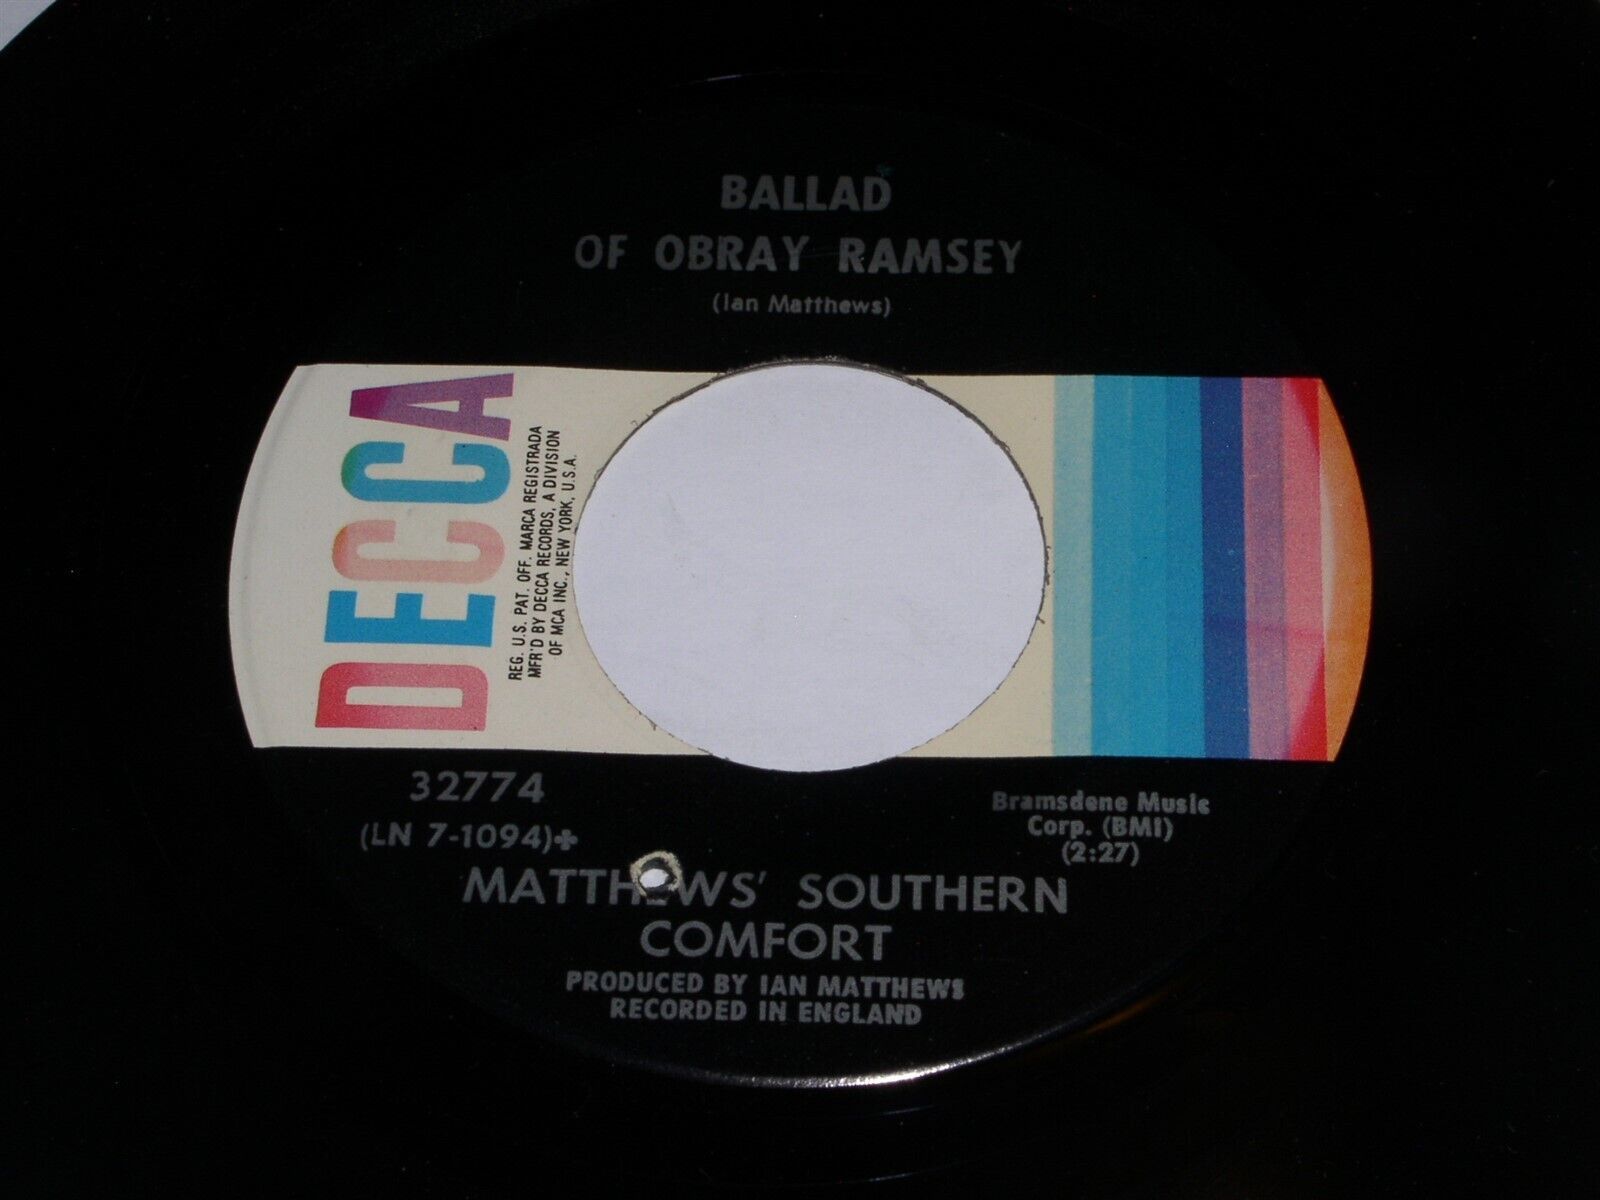 BALLAD
OF OBRAY RAMSEY
(Ian Matthews)
DECCA
REG. U.S. PAT. OFF. MARCA REGISTRADA
MFR'D BY DECCA RECORDS, A DIVISION
OF MCA INC., NEW YORK, U.S.A.
32774
(LN 7-1094)+
Bramsdene Music
Corp. (BMI)
(2:27)
MATTHEWS' SOUTHERN
COMFORT
PRODUCED BY IAN MATTHEWS
RECORDED IN ENGLAND